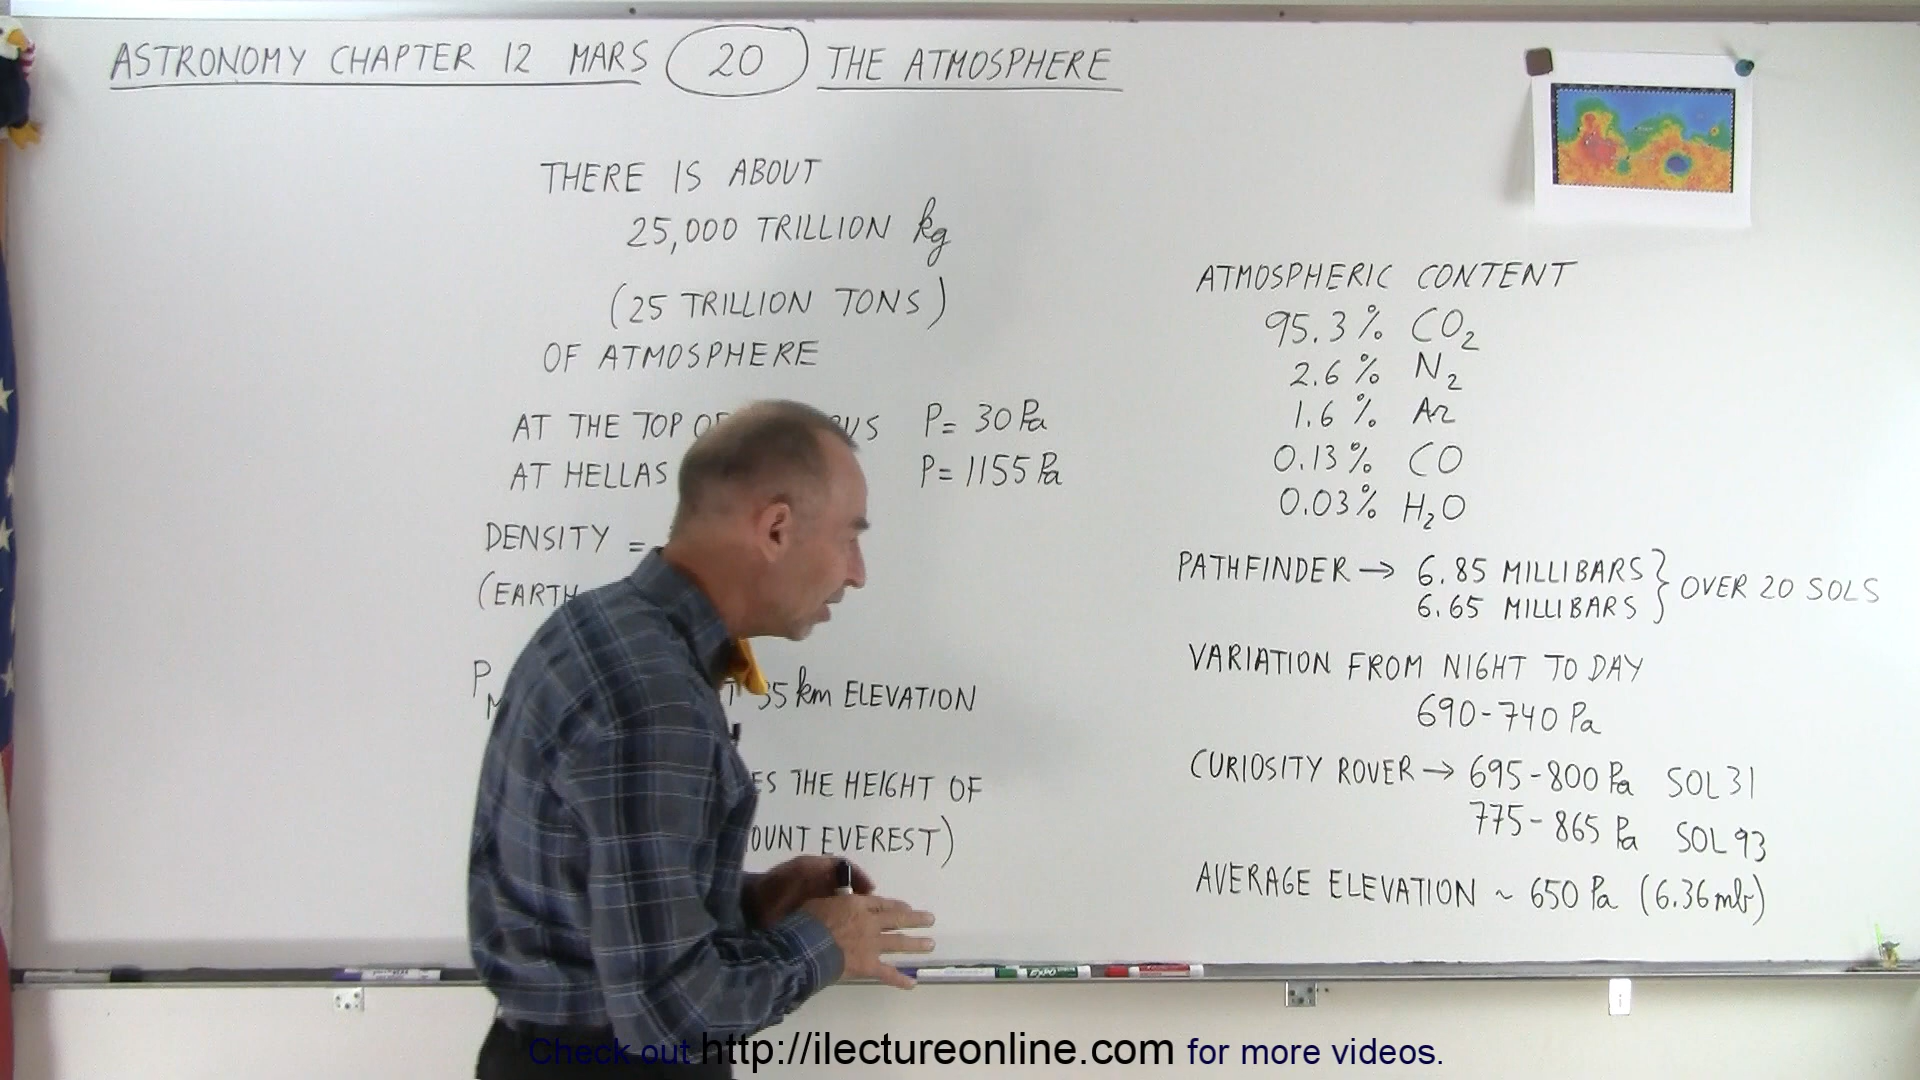 ASTRONOMY CHAPTER 12 MARS 20 THE ATMOSPHERE
THERE IS ABOUT
25,000 TRILLION kg
(25 TRILLION TONS)
OF ATMOSPHERE
AT THE TOP OF P= 30 Pa
AT HELLAS P= 1155 Pa
DENSITY =
(EARTH
35 km ELEVATION
THE HEIGHT OF
EVEREST)
ATMOSPHERIC CONTENT
95.3% CO2
2.6% N2
1.6% Ar
0.13% CO
0.03% H2O
PATHFINDER → 6.85 MILLIBARS } OVER 20 SOLS
6.65 MILLIBARS
VARIATION FROM NIGHT TO DAY
690-740 Pa
CURIOSITY ROVER → 695-800 Pa SOL 31
775-865 Pa SOL 93
AVERAGE ELEVATION ~ 650 Pa (6.36 mb)
EXPO
Check out http://ilectureonline.com for more videos.